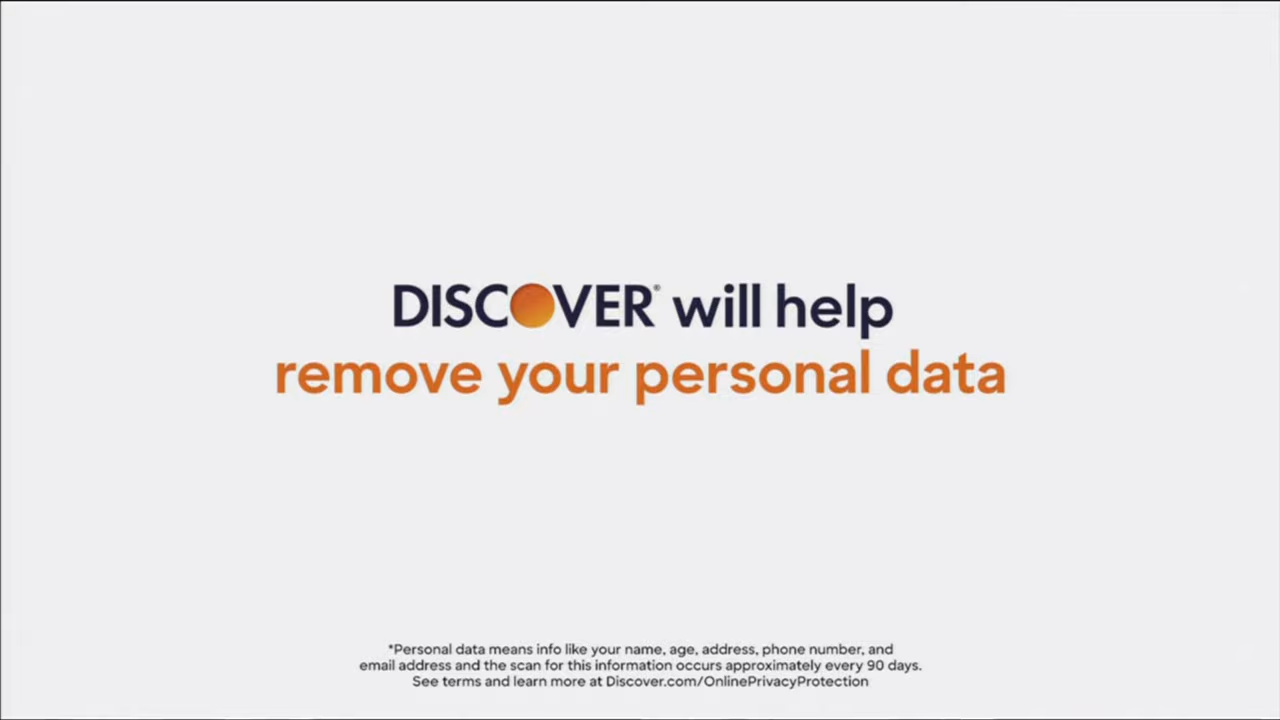 DISCOVER® will help
remove your personal data
*Personal data means info like your name, age, address, phone number, and
email address and the scan for this information occurs approximately every 90 days.
See terms and learn more at Discover.com/OnlinePrivacyProtection